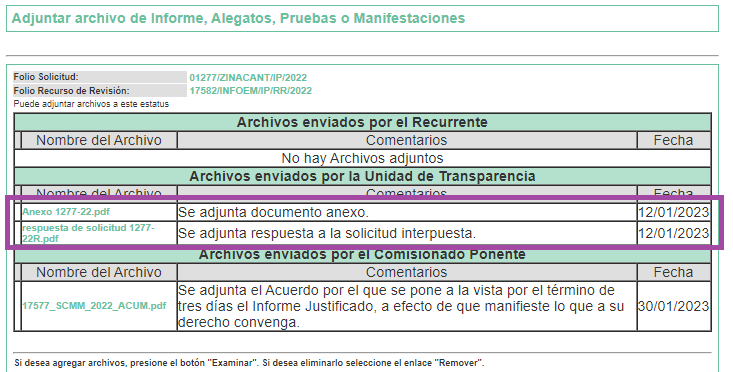 Adjuntar archivo de Informe, Alegatos, Pruebas o Manifestaciones
Folio Solicitud: 01277/ZINACANT/IP/2022
Folio Recurso de Revisión: 17582/INFOEM/IP/RR/2022
Puede adjuntar archivos a este estatus
Archivos enviados por el Recurrente
Nombre del Archivo Comentarios Fecha
No hay Archivos adjuntos
Archivos enviados por la Unidad de Transparencia
Nombre del Archivo Comentarios Fecha
Anexo 1277-22.pdf Se adjunta documento anexo. 12/01/2023
respuesta de solicitud 1277-
22R.pdf Se adjunta respuesta a la solicitud interpuesta. 12/01/2023
Archivos enviados por el Comisionado Ponente
Nombre del Archivo Comentarios Fecha
Se adjunta el Acuerdo por el que se pone a la vista por el término de
17577_SCMM_2022_ACUM.pdf tres días el Informe Justificado, a efecto de que manifieste lo que a su 30/01/2023
derecho convenga.
Si desea agregar archivos, presione el botón "Examinar". Si desea eliminarlo seleccione el enlace "Remover".